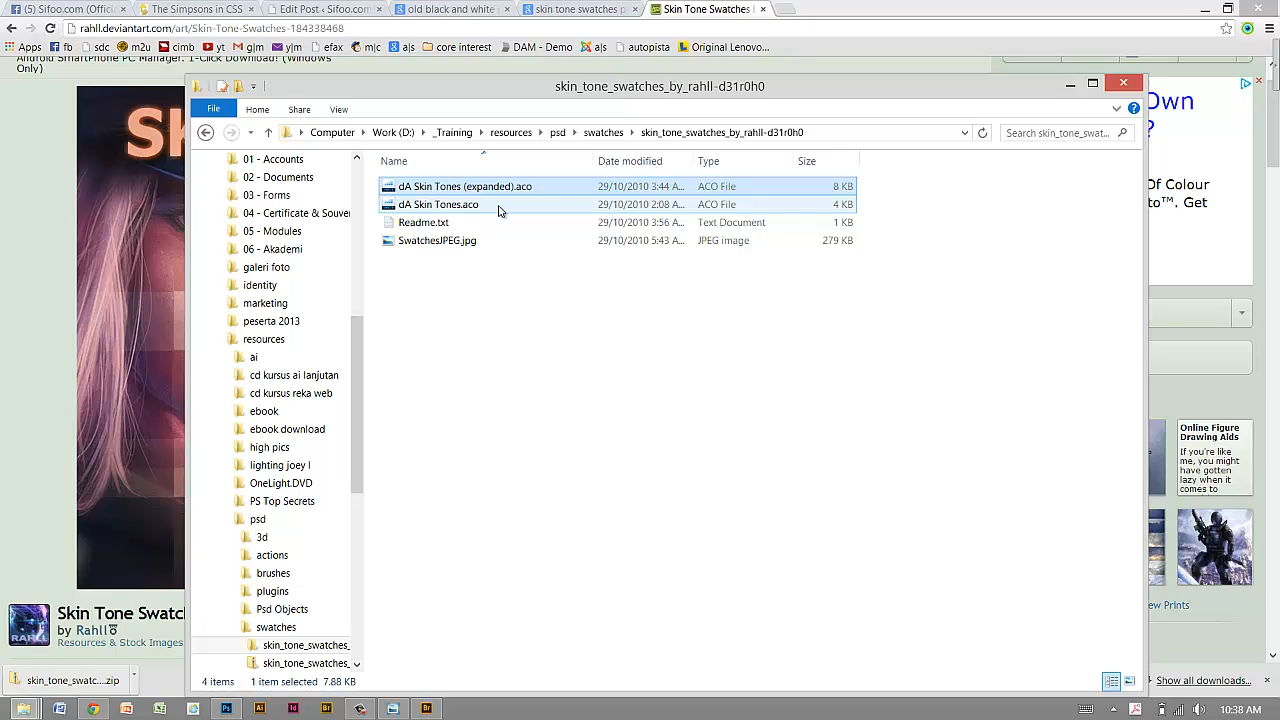 (5) Sifoo.com (Offici
The Simpsons in CSS
Edit Post ‹ Sifoo.com
old black and white
skin tone swatches p
Skin Tone Swatches
rahll.deviantart.com/art/Skin-Tone-Swatches-184338468
Apps
fb
sdc
m2u
cimb
yt
g|m
y|m
efax
m|c
a|s
core interest
DAM - Demo
a|s
autopista
Original Lenovo...
Android SmartPhone PC Manager. 1-Click Download! (Windows
Only)
skin_tone_swatches_by_rahll-d31r0h0
File
Home
Share
View
Computer
Work (D:)
_Training
resources
psd
swatches
skin_tone_swatches_by_rahll-d31r0h0
Search skin_tone_swat...
Name
Date modified
Type
Size
dA Skin Tones (expanded).aco
29/10/2010 3:44 A...
ACO File
8 KB
dA Skin Tones.aco
29/10/2010 2:08 A...
ACO File
4 KB
Readme.txt
29/10/2010 3:56 A...
Text Document
1 KB
SwatchesJPEG.jpg
29/10/2010 5:43 A...
JPEG image
279 KB
01 - Accounts
02 - Documents
03 - Forms
04 - Certificate & Souver
05 - Modules
06 - Akademi
galeri foto
identity
marketing
peserta 2013
resources
ai
cd kursus ai lanjutan
cd kursus reka web
ebook
ebook download
high pics
lighting joey l
OneLight.DVD
PS Top Secrets
psd
3d
actions
brushes
plugins
Psd Objects
swatches
skin_tone_swatches_
skin_tone_swatches_
4 items
1 item selected 7.88 KB
Own
?
Of Colour
to™. Get
Online Figure
Drawing Aids
If you're like
me, you might
have gotten
lazy when it
comes to
ew Prints
Sk
Skin Tone Swatc
by Rahll
Resources & Stock Images
RAHLL
skin_tone_swatc....zip
Show all downloads...
10:38 AM